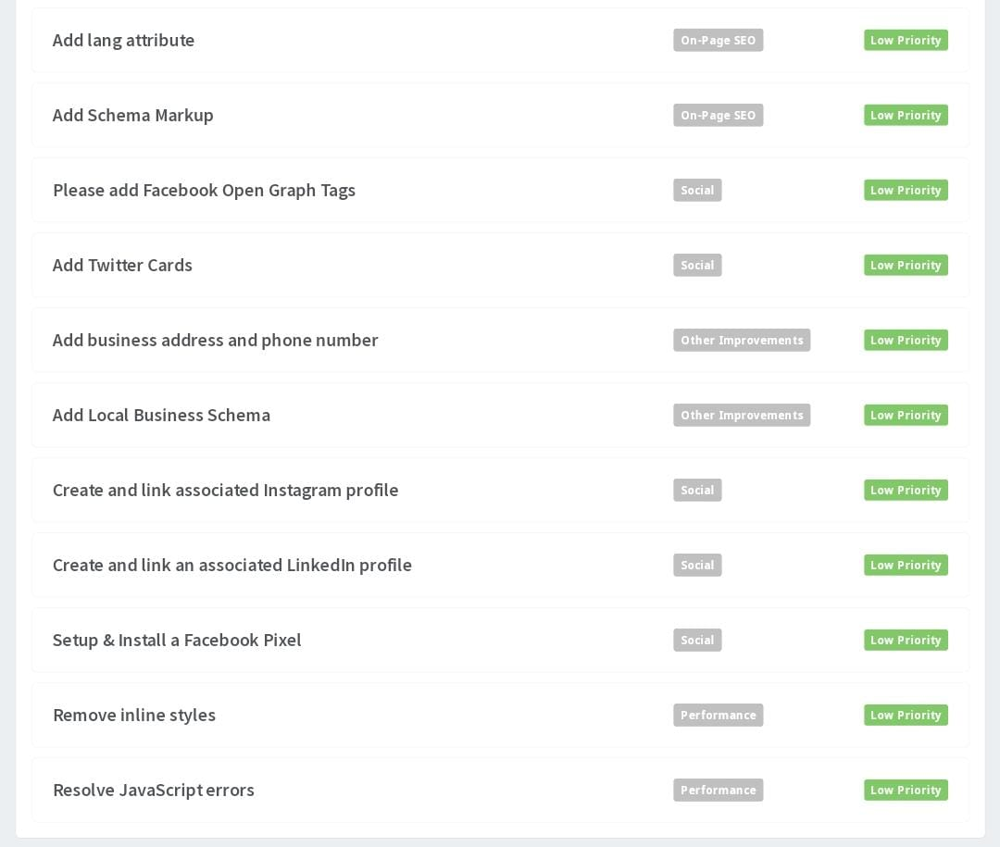 Add lang attribute On-Page SEO Low Priority
Add Schema Markup On-Page SEO Low Priority
Please add Facebook Open Graph Tags Social Low Priority
Add Twitter Cards Social Low Priority
Add business address and phone number Other Improvements Low Priority
Add Local Business Schema Other Improvements Low Priority
Create and link associated Instagram profile Social Low Priority
Create and link an associated LinkedIn profile Social Low Priority
Setup & Install a Facebook Pixel Social Low Priority
Remove inline styles Performance Low Priority
Resolve JavaScript errors Performance Low Priority